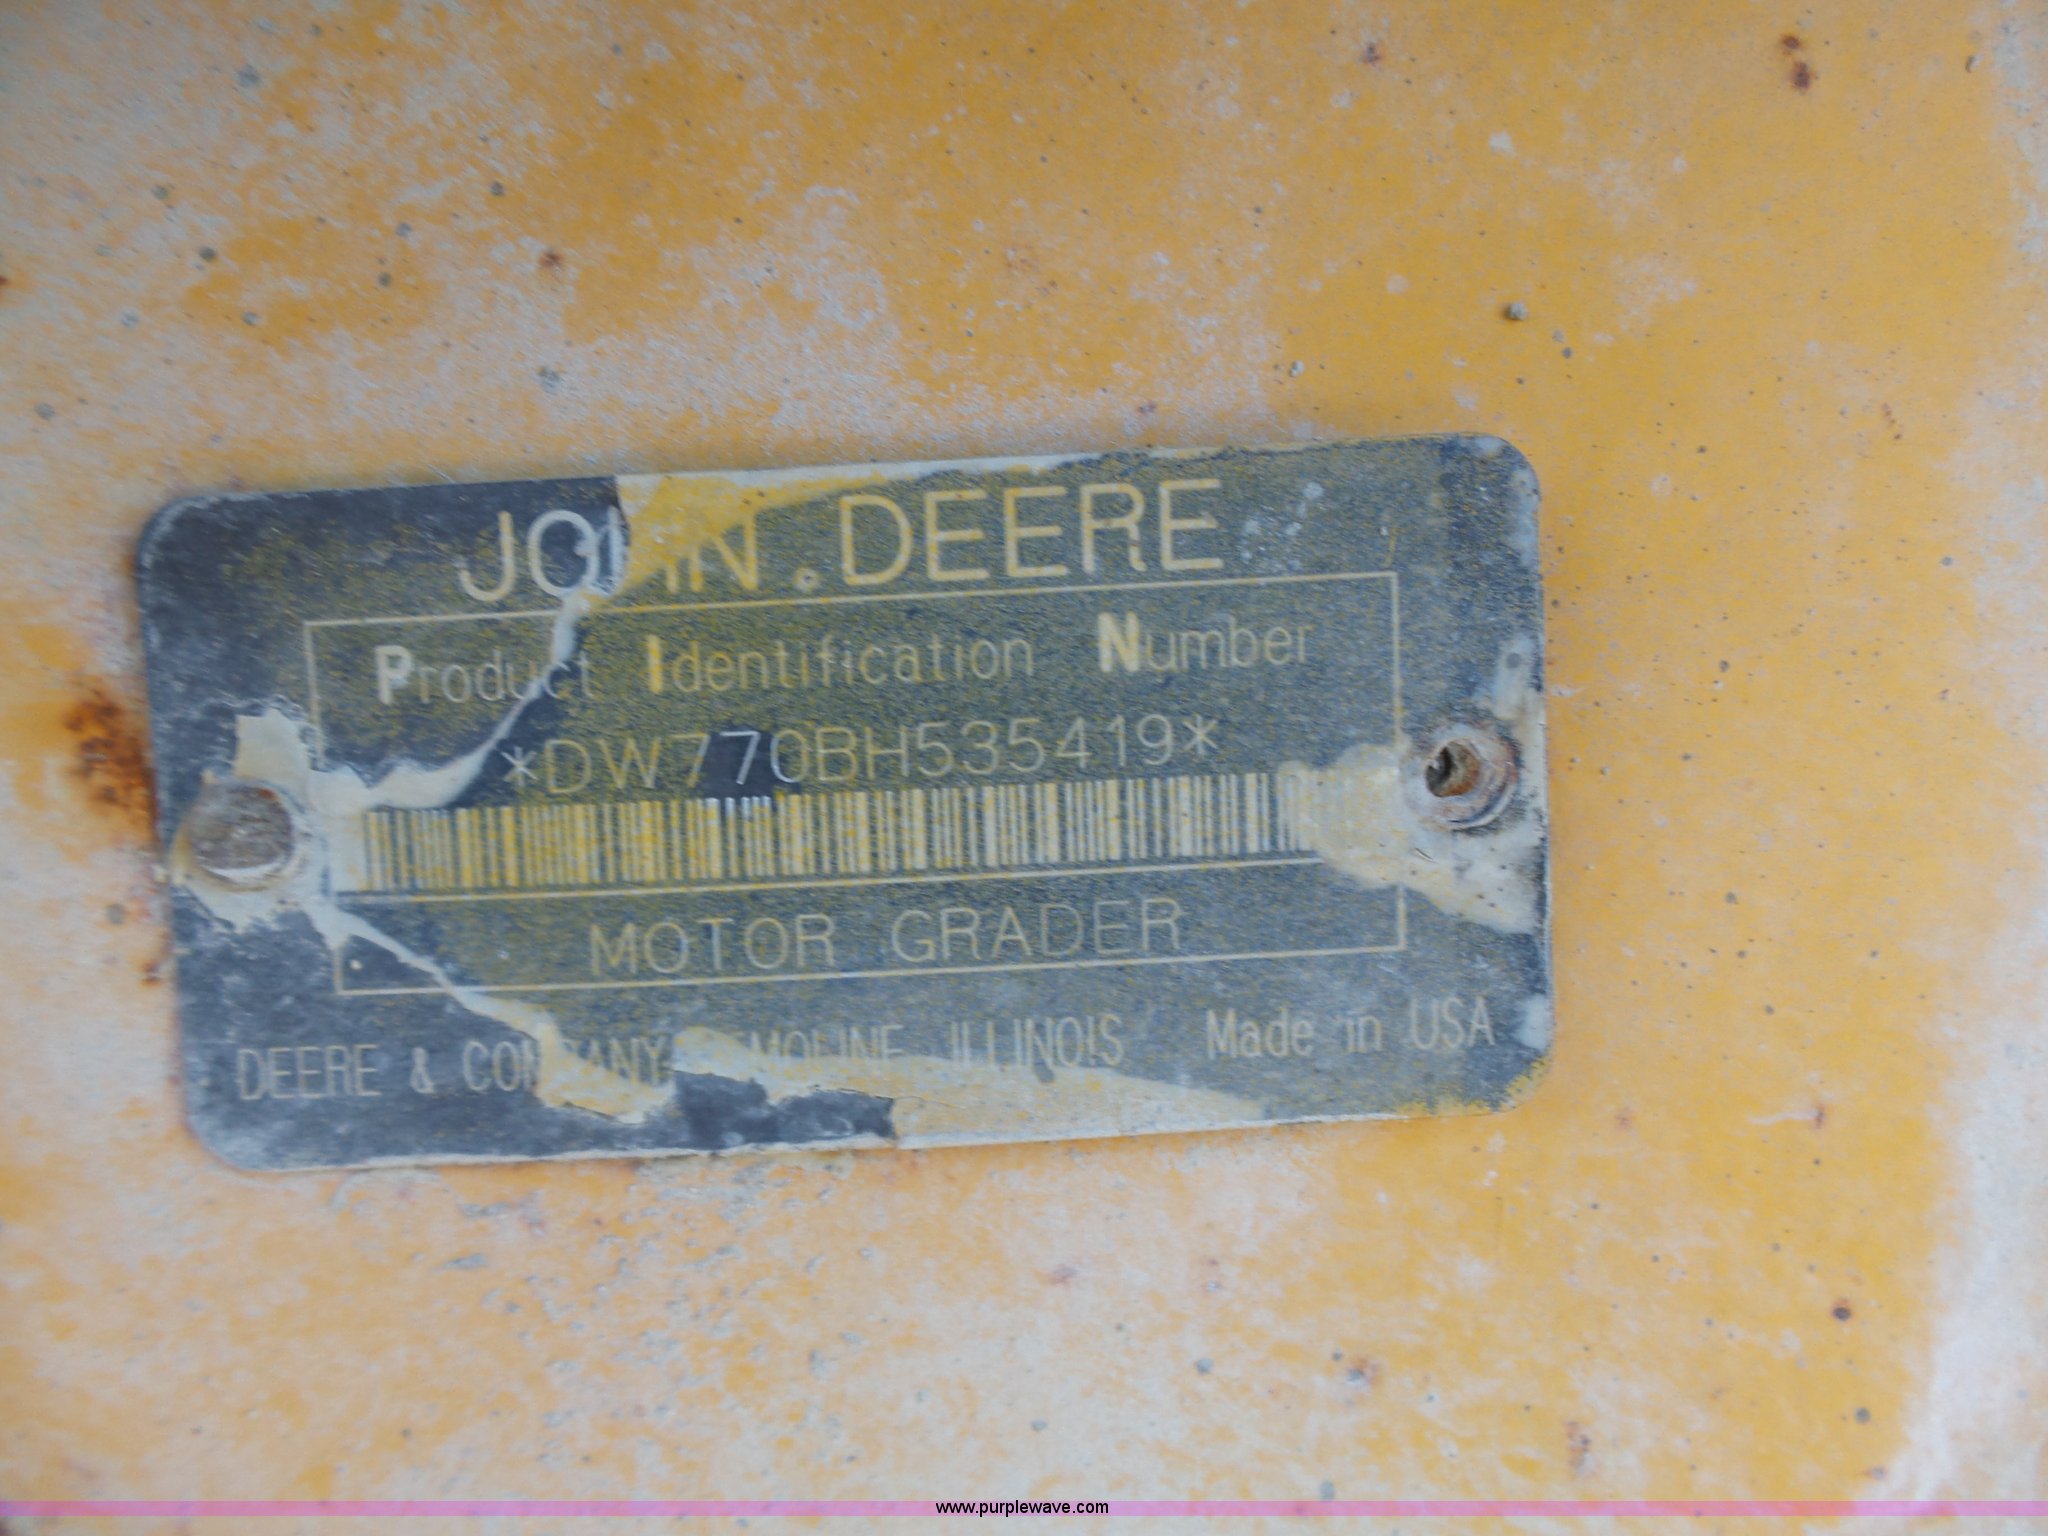 JOHN DEERE
Product Identification Number
*DW770BH535419*
MOTOR GRADER
DEERE & COMPANY MOLINE ILLINOIS Made in USA
www.purplewave.com